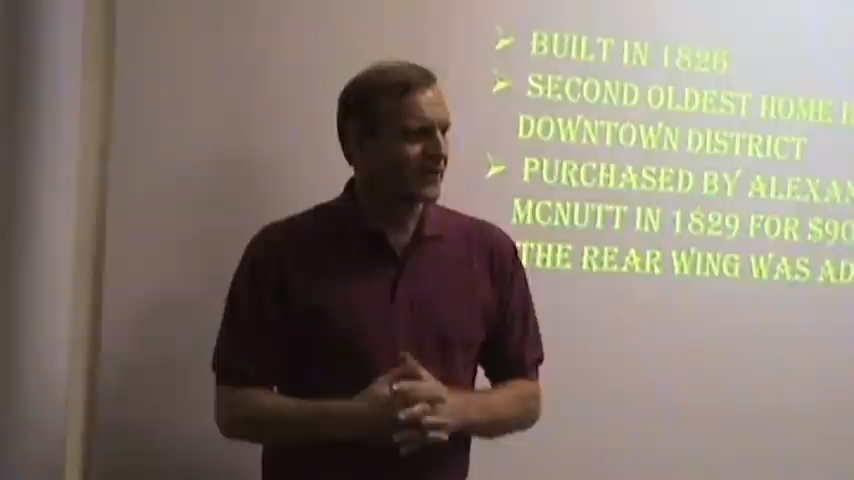 BUILT IN 1826
SECOND OLDEST HOME
DOWNTOWN DISTRICT
PURCHASED BY
MCNUTT IN 1829 FOR
THE REAR WING WAS